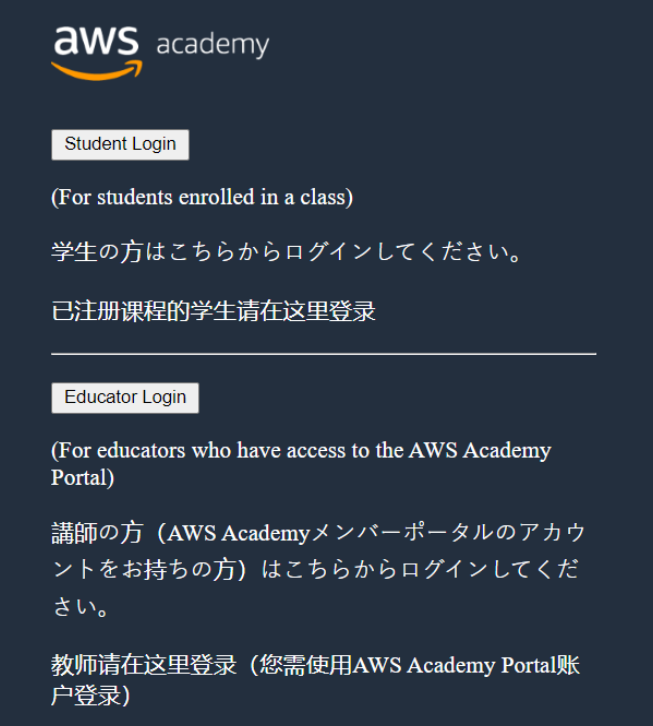 aws academy
Student Login
(For students enrolled in a class)
学生の方はこちらからログインしてください。
已注册课程的学生请在这里登录
Educator Login
(For educators who have access to the AWS Academy
Portal)
講師の方（AWS Academyメンバーポータルのアカウ
ントをお持ちの方）はこちらからログインしてくだ
さい。
教师请在这里登录（您需使用AWS Academy Portal账
户登录）